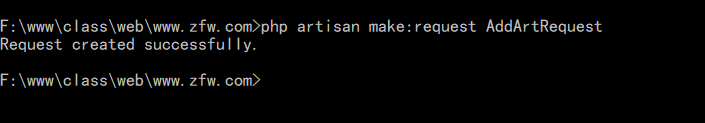 F:\www\class\web\www.zfw.com>php artisan make:request AddArtRequest
Request created successfully.
F:\www\class\web\www.zfw.com>